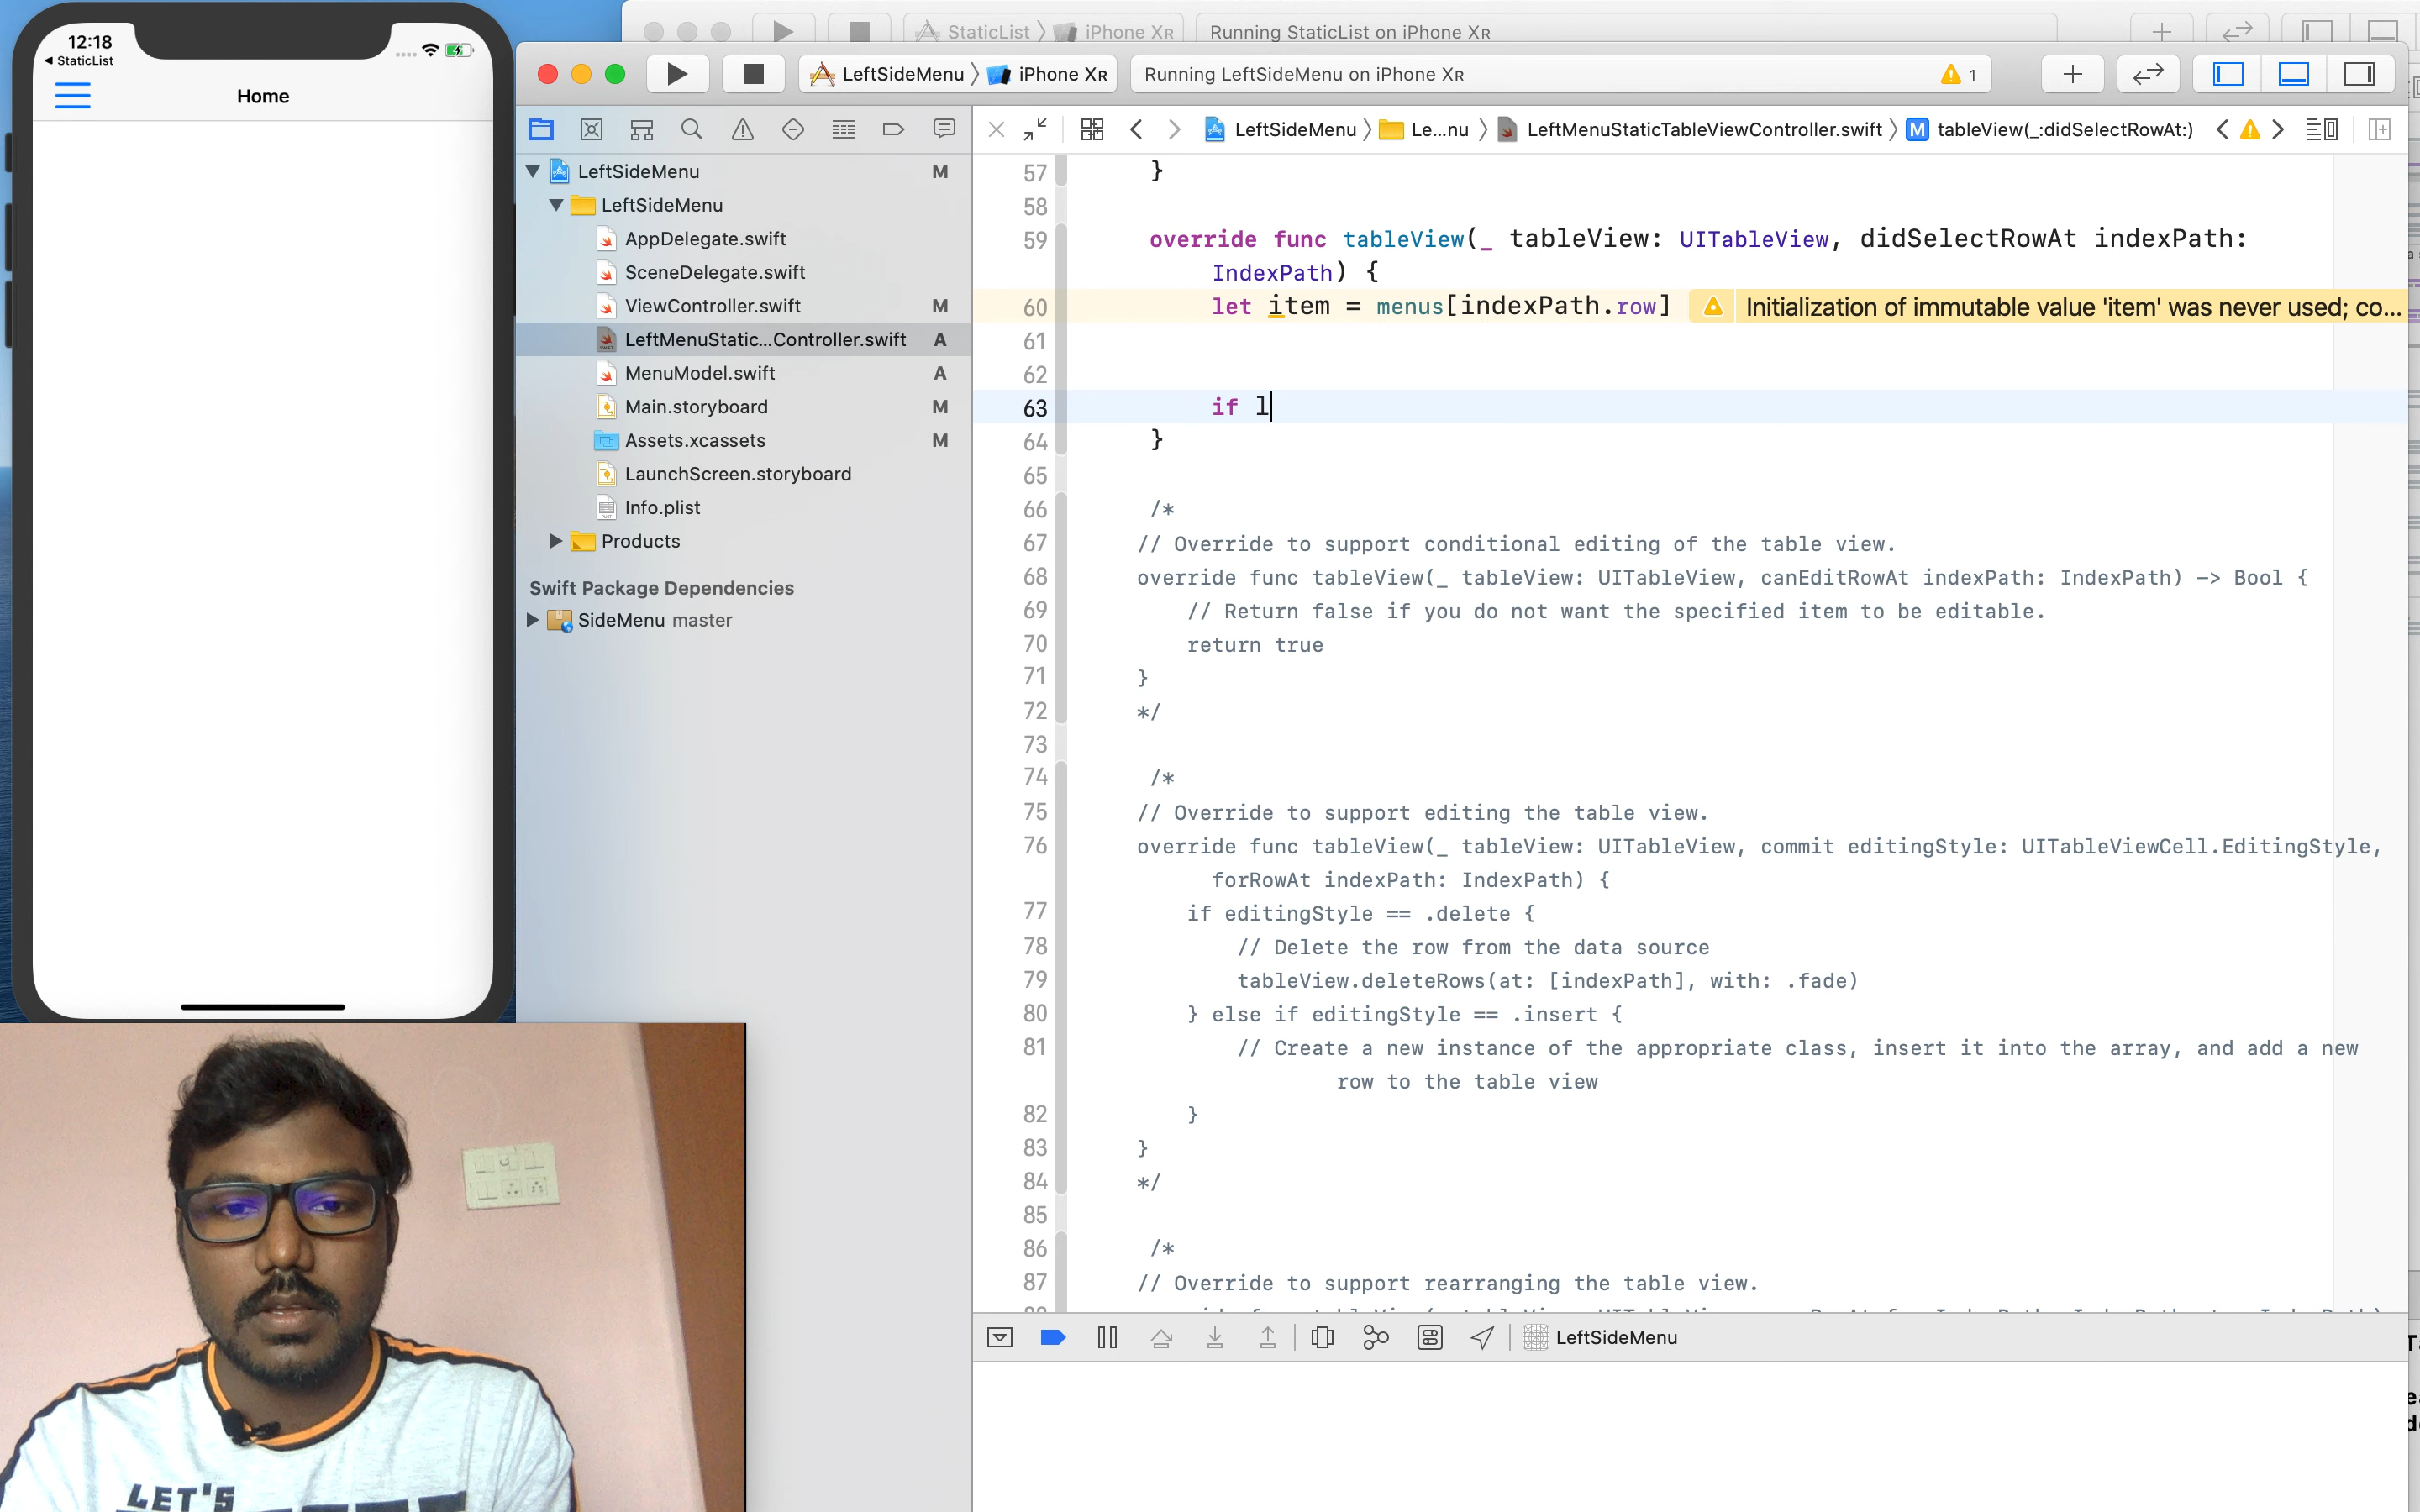 12:18
StaticList
Home
StaticList
iPhone XR
Running StaticList on iPhone XR
LeftSideMenu
iPhone XR
Running LeftSideMenu on iPhone XR
1
LeftSideMenu
Le...nu
LeftMenuStaticTableViewController.swift
M
tableView(_:didSelectRowAt:)
LeftSideMenu M
LeftSideMenu
AppDelegate.swift
SceneDelegate.swift
ViewController.swift M
LeftMenuStatic...Controller.swift A
MenuModel.swift A
Main.storyboard M
Assets.xcassets M
LaunchScreen.storyboard
Info.plist
Products
Swift Package Dependencies
SideMenu master
57 }
58
59 override func tableView(_ tableView: UITableView, didSelectRowAt indexPath:
IndexPath) {
60 let item = menus[indexPath.row] Initialization of immutable value 'item' was never used; co...
61
62
63 if l
64 }
65
66 /*
67 // Override to support conditional editing of the table view.
68 override func tableView(_ tableView: UITableView, canEditRowAt indexPath: IndexPath) -> Bool {
69 // Return false if you do not want the specified item to be editable.
70 return true
71 }
72 */
73
74 /*
75 // Override to support editing the table view.
76 override func tableView(_ tableView: UITableView, commit editingStyle: UITableViewCell.EditingStyle,
forRowAt indexPath: IndexPath) {
77 if editingStyle == .delete {
78 // Delete the row from the data source
79 tableView.deleteRows(at: [indexPath], with: .fade)
80 } else if editingStyle == .insert {
81 // Create a new instance of the appropriate class, insert it into the array, and add a new
row to the table view
82 }
83 }
84 */
85
86 /*
87 // Override to support rearranging the table view.
LeftSideMenu
LET'S